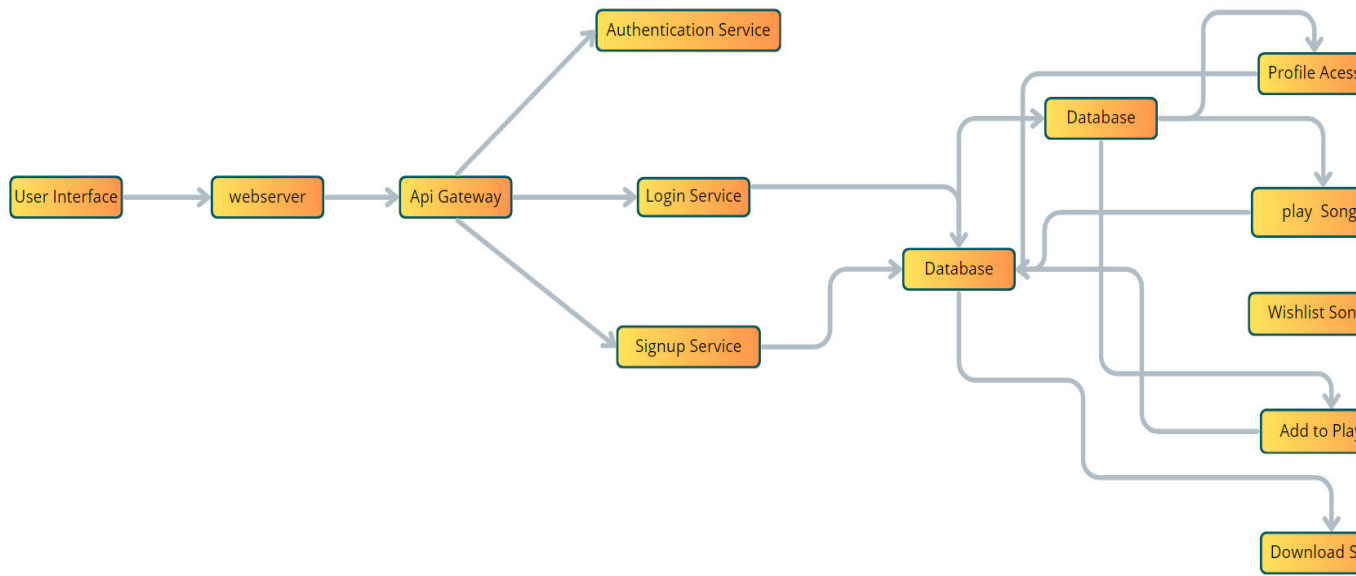 Authentication Service
Profile Acess
Database
User Interface
webserver
Api Gateway
Login Service
play Song
Database
Wishlist Son
Signup Service
Add to Play
Download S